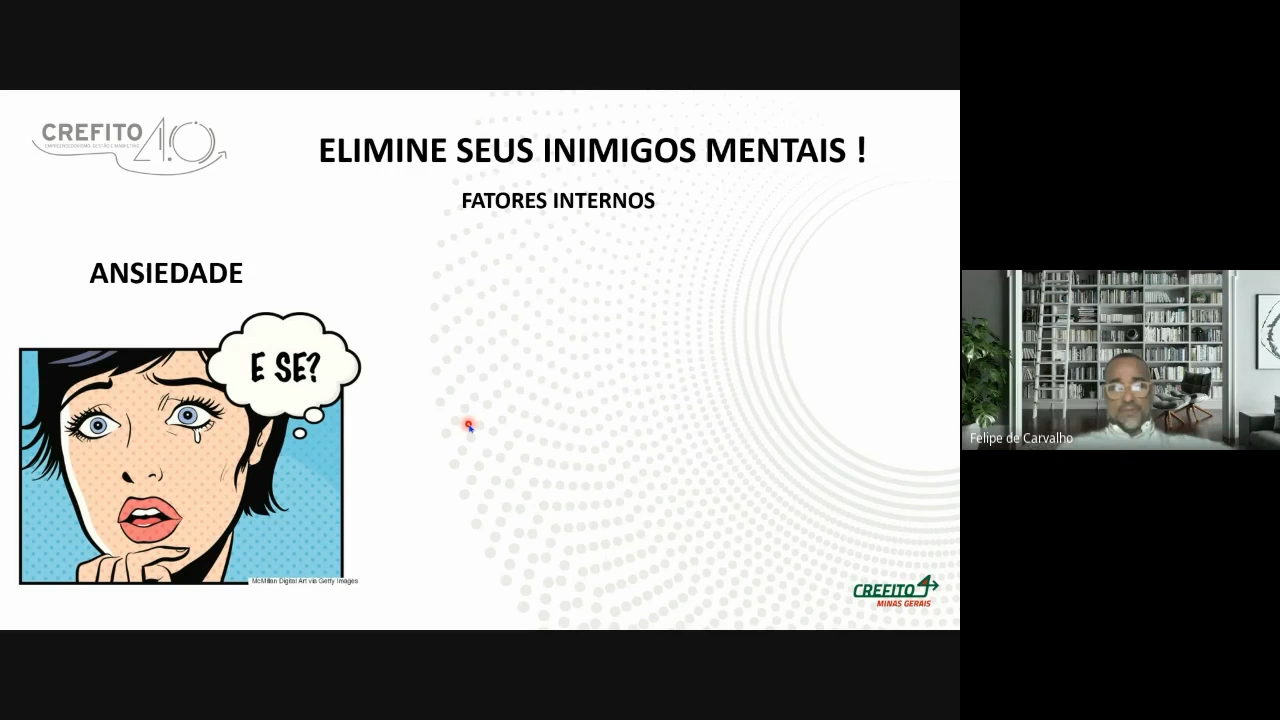 CREFITO 4.0
EMPREENDEDORISMO, GESTÃO E MARKETING
ELIMINE SEUS INIMIGOS MENTAIS !
FATORES INTERNOS
ANSIEDADE
E SE?
McMillan Digital Art via Getty Images
CREFITO 4
MINAS GERAIS
Felipe de Carvalho